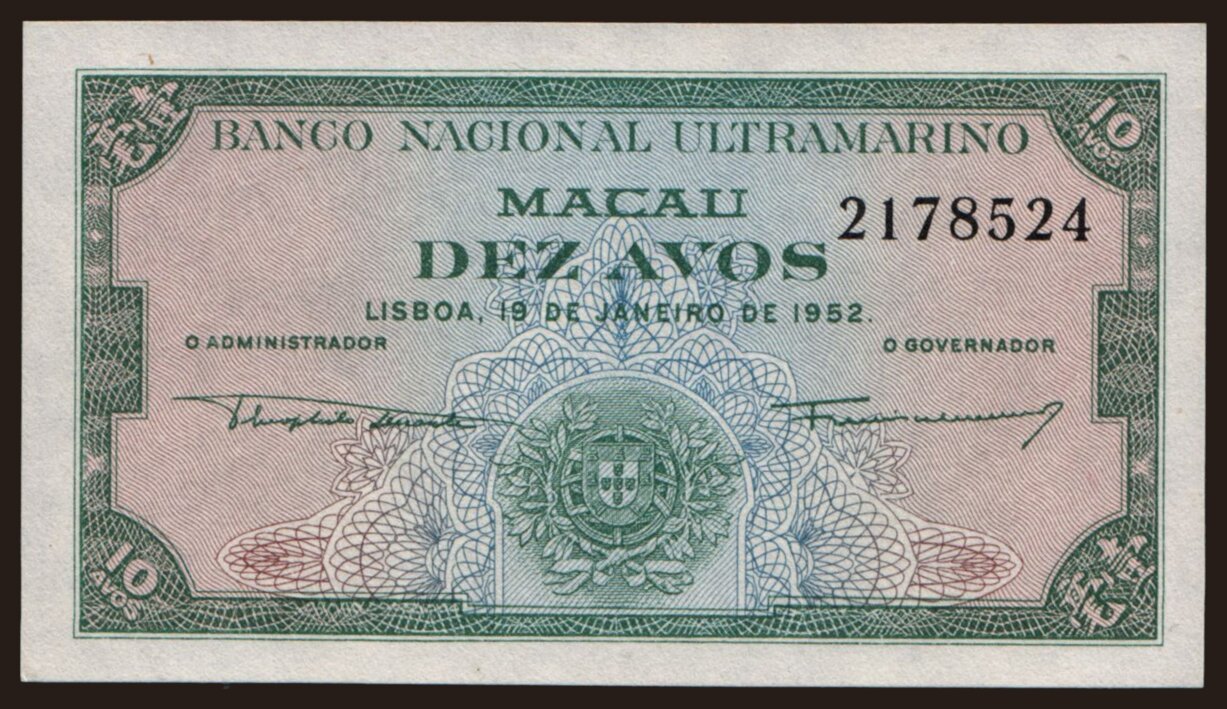 10 AVOS
BANCO NACIONAL ULTRAMARINO
MACAU
2178524
DEZ AVOS
LISBOA, 19 DE JANEIRO DE 1952.
O ADMINISTRADOR
O GOVERNADOR
10 AVOS